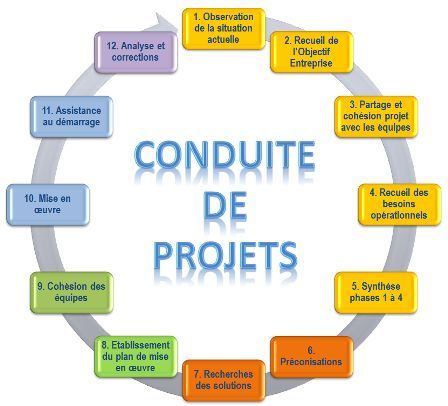 1. Observation
de la situation
actuelle
2. Recueil de
l'Objectif
Entreprise
3. Partage et
cohésion projet
avec les équipes
4. Recueil des
besoins
opérationnels
5. Synthèse
phases 1 à 4
6.
Préconisations
7. Recherches
des solutions
8. Etablissement
du plan de mise
en œuvre
9. Cohèsion des
équipes
10. Mise en
œuvre
11. Assistance
au démarrage
12. Analyse et
corrections
CONDUITE
DE
PROJETS